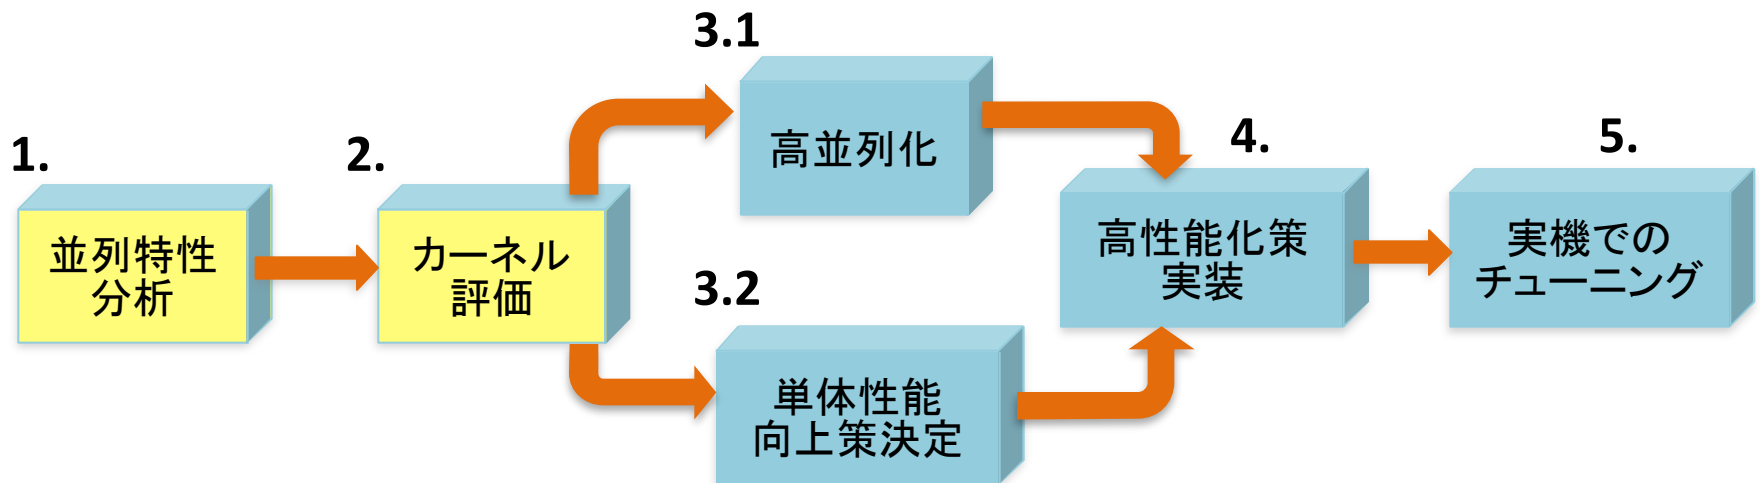 1.
並列特性
分析
2.
カーネル
評価
3.1
高並列化
3.2
単体性能
向上策決定
4.
高性能化策
実装
5.
実機での
チューニング